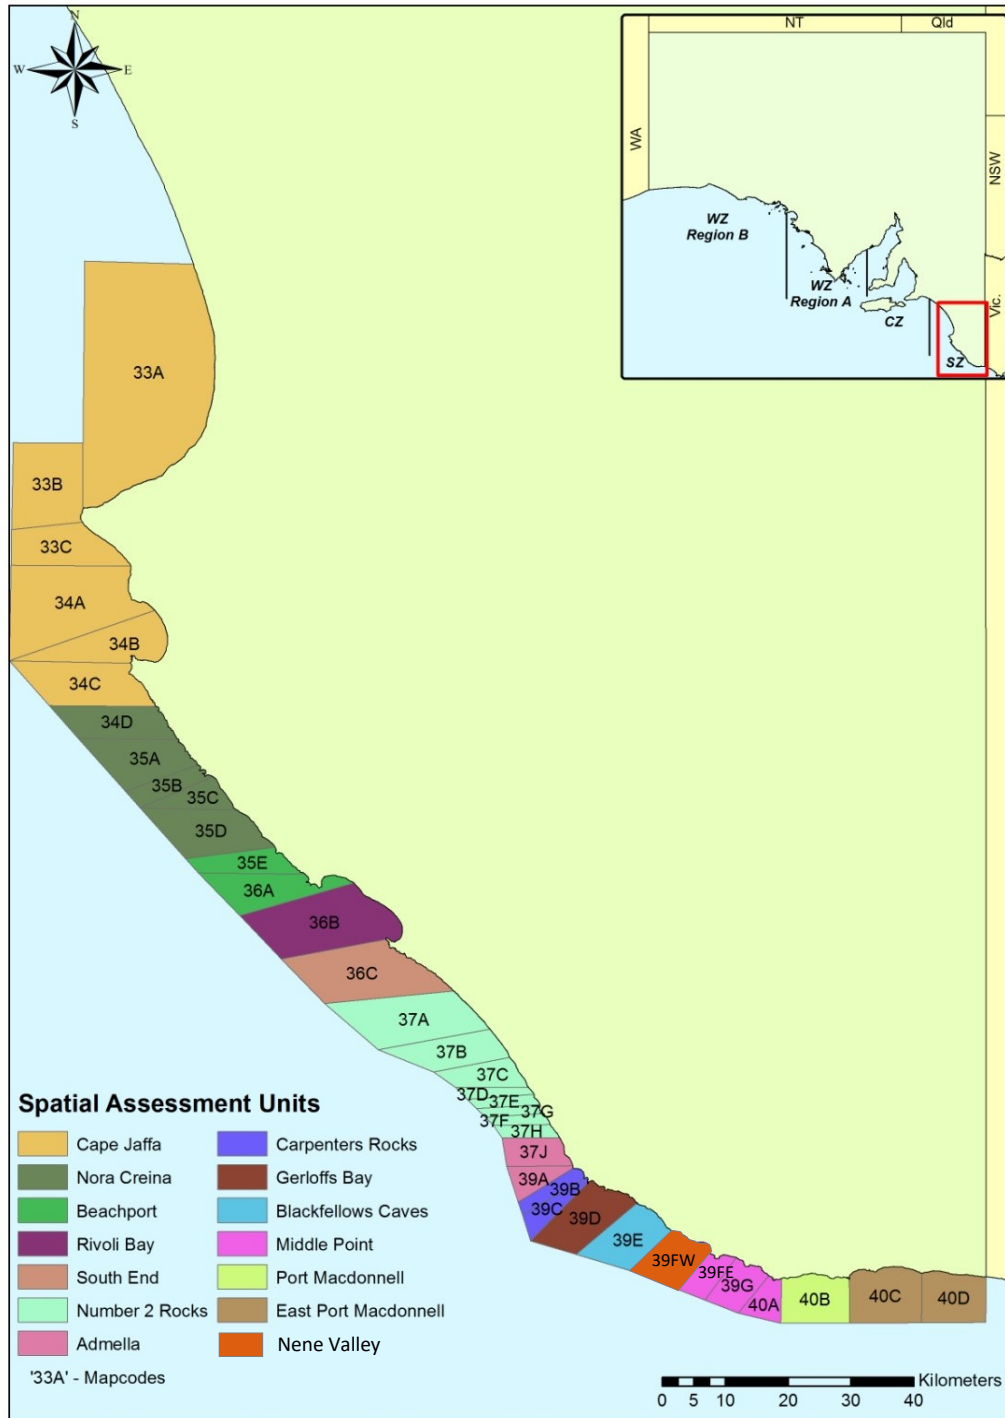 N
W
E
S
NT
Qld
WA
NSW
Vic.
WZ
Region B
WZ
Region A
CZ
SZ
33A
33B
33C
34A
34B
34C
34D
35A
35B
35C
35D
35E
36A
36B
36C
37A
37B
37C
37D
37E
37F
37G
37H
37J
39A
39B
39C
39D
39E
39FW
39FE
39G
40A
40B
40C
40D
Spatial Assessment Units
Cape Jaffa
Nora Creina
Beachport
Rivoli Bay
South End
Number 2 Rocks
Admella
Carpenters Rocks
Gerloffs Bay
Blackfellows Caves
Middle Point
Port Macdonnell
East Port Macdonnell
Nene Valley
'33A' - Mapcodes
Kilometers
0 5 10 20 30 40